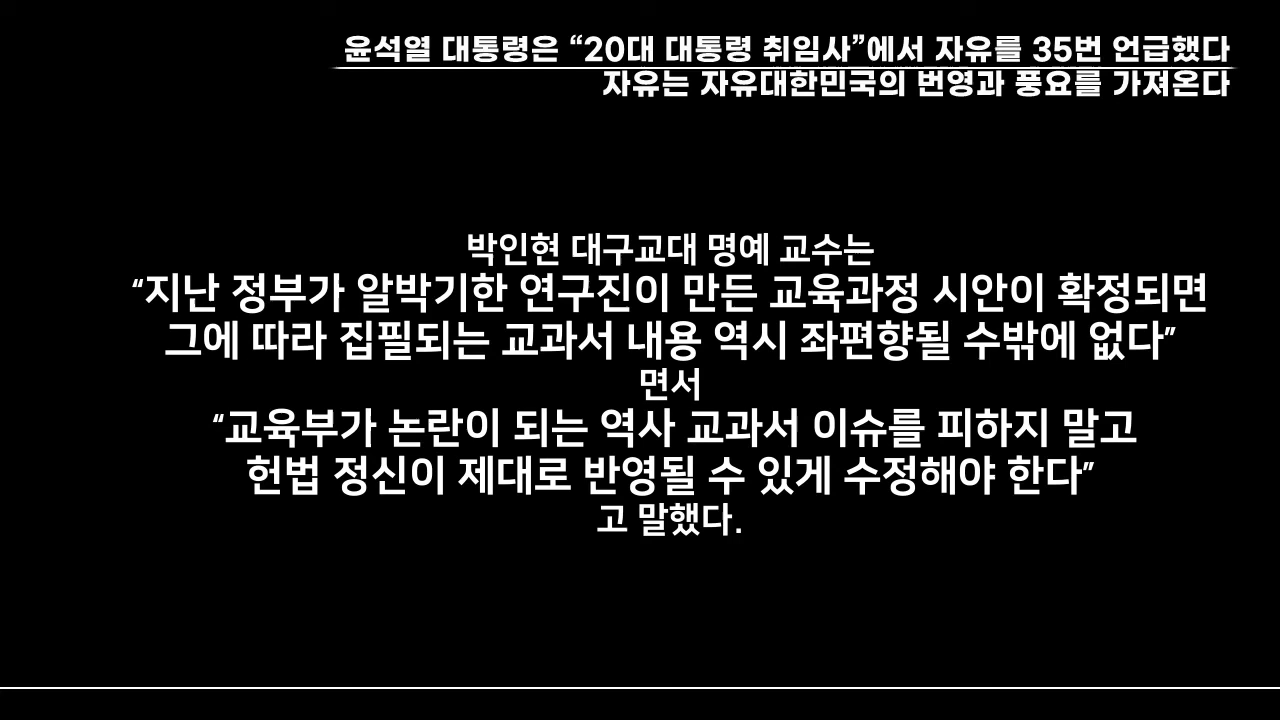 윤석열 대통령은 “20대 대통령 취임사”에서 자유를 35번 언급했다
자유는 자유대한민국의 번영과 풍요를 가져온다
박인현 대구교대 명예 교수는
“지난 정부가 알박기한 연구진이 만든 교육과정 시안이 확정되면
그에 따라 집필되는 교과서 내용 역시 좌편향될 수밖에 없다”
면서
“교육부가 논란이 되는 역사 교과서 이슈를 피하지 말고
헌법 정신이 제대로 반영될 수 있게 수정해야 한다”
고 말했다.